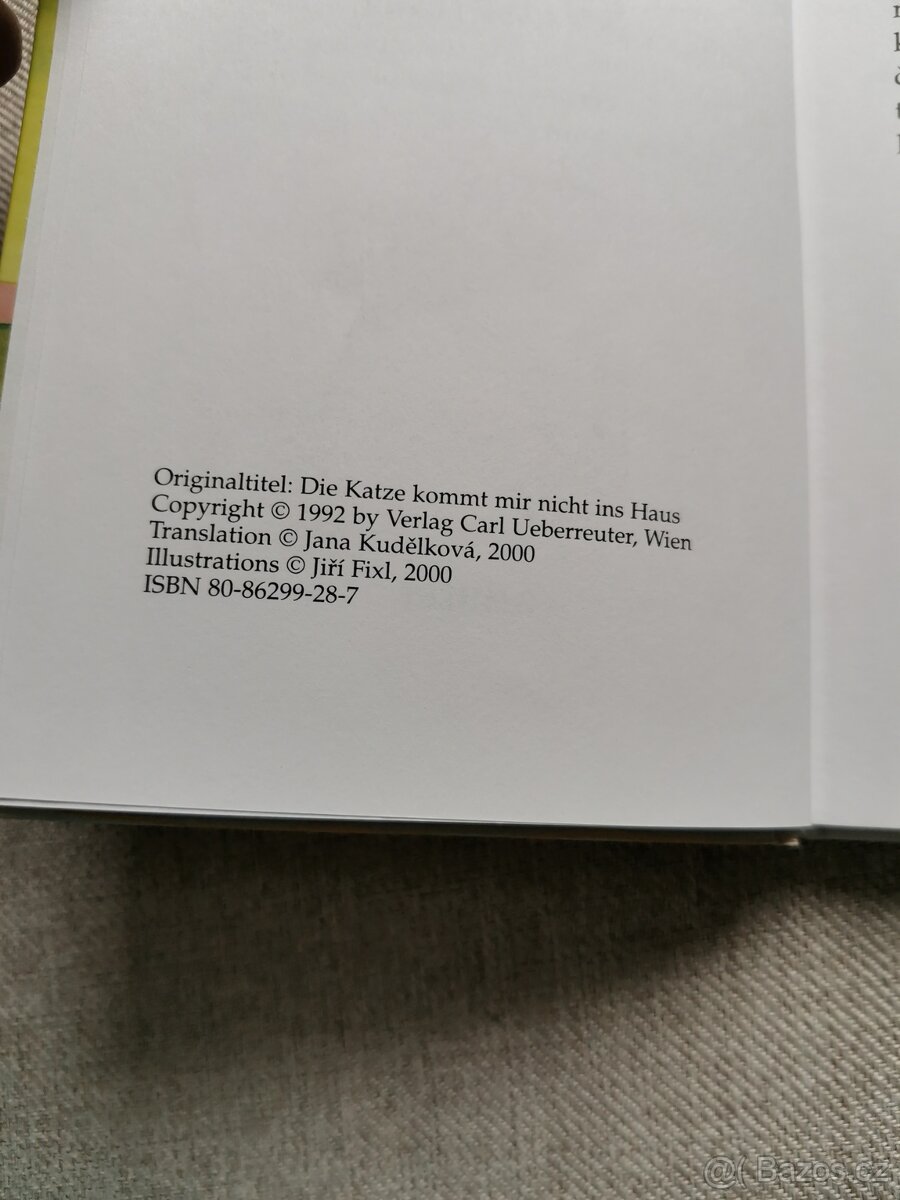 Originaltitel: Die Katze kommt mir nicht ins Haus
Copyright © 1992 by Verlag Carl Ueberreuter, Wien
Translation © Jana Kudělková, 2000
Illustrations © Jiří Fixl, 2000
ISBN 80-86299-28-7
@( Bazos.cz